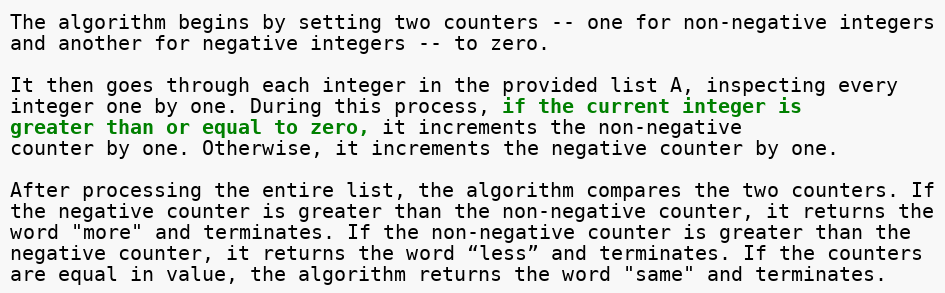 The algorithm begins by setting two counters -- one for non-negative integers
and another for negative integers -- to zero.
It then goes through each integer in the provided list A, inspecting every
integer one by one. During this process, if the current integer is
greater than or equal to zero, it increments the non-negative
counter by one. Otherwise, it increments the negative counter by one.
After processing the entire list, the algorithm compares the two counters. If
the negative counter is greater than the non-negative counter, it returns the
word "more" and terminates. If the non-negative counter is greater than the
negative counter, it returns the word “less” and terminates. If the counters
are equal in value, the algorithm returns the word "same" and terminates.